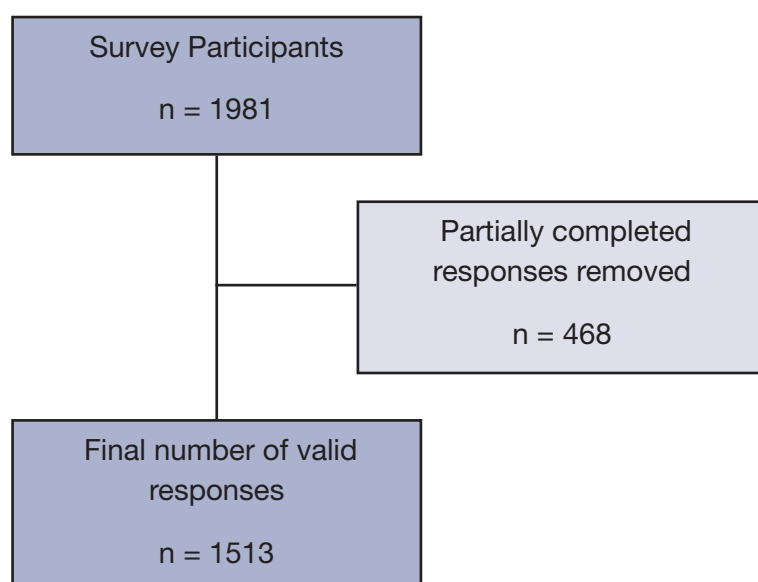 Survey Participants
n = 1981
Partially completed
responses removed
n = 468
Final number of valid
responses
n = 1513